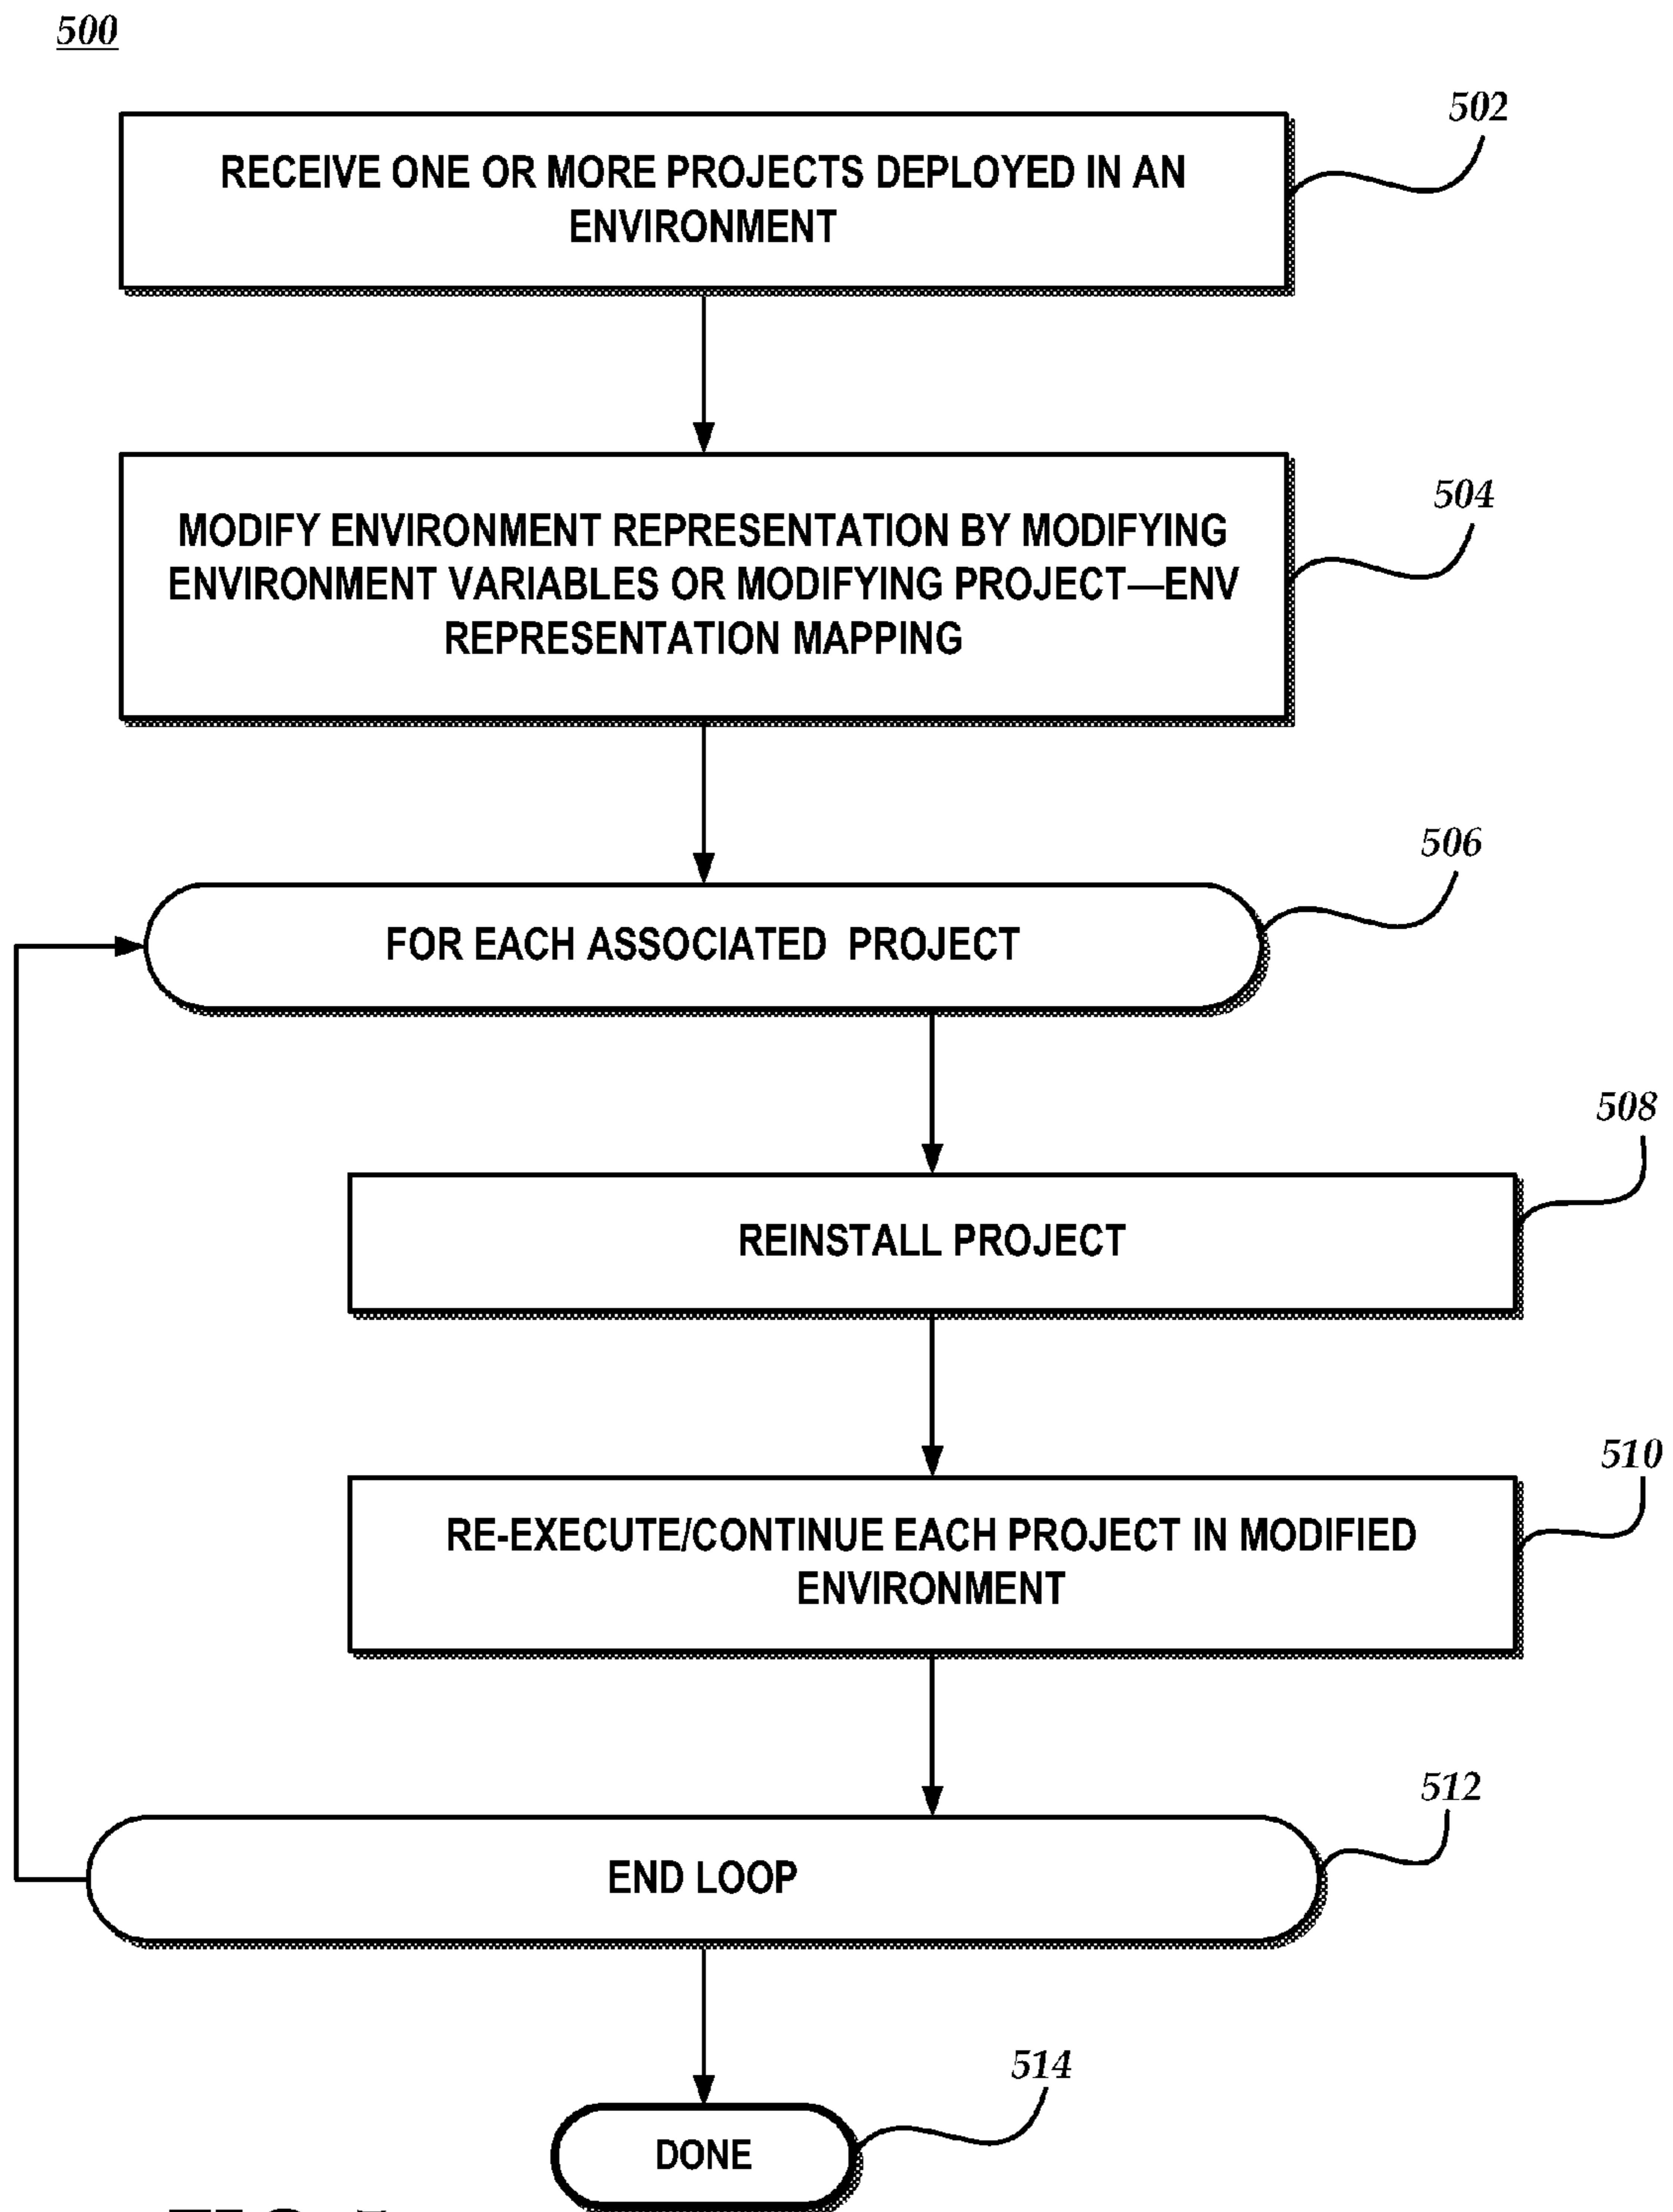 500
502
RECEIVE ONE OR MORE PROJECTS DEPLOYED IN AN
ENVIRONMENT
504
MODIFY ENVIRONMENT REPRESENTATION BY MODIFYING
ENVIRONMENT VARIABLES OR MODIFYING PROJECT—ENV
REPRESENTATION MAPPING
506
FOR EACH ASSOCIATED PROJECT
508
REINSTALL PROJECT
510
RE-EXECUTE/CONTINUE EACH PROJECT IN MODIFIED
ENVIRONMENT
512
END LOOP
514
DONE